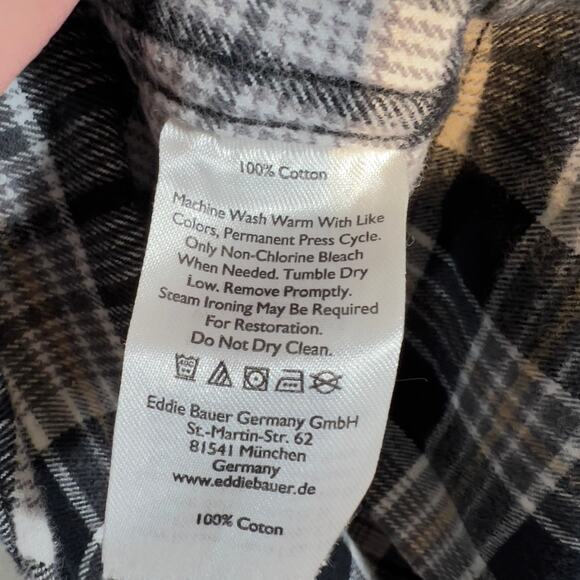 100% Cotton
Machine Wash Warm With Like
Colors, Permanent Press Cycle.
Only Non-Chlorine Bleach
When Needed. Tumble Dry
Low. Remove Promptly.
Steam Ironing May Be Required
For Restoration.
Do Not Dry Clean.
40C
Eddie Bauer Germany GmbH
St.-Martin-Str. 62
81541 München
Germany
www.eddiebauer.de
100% Coton